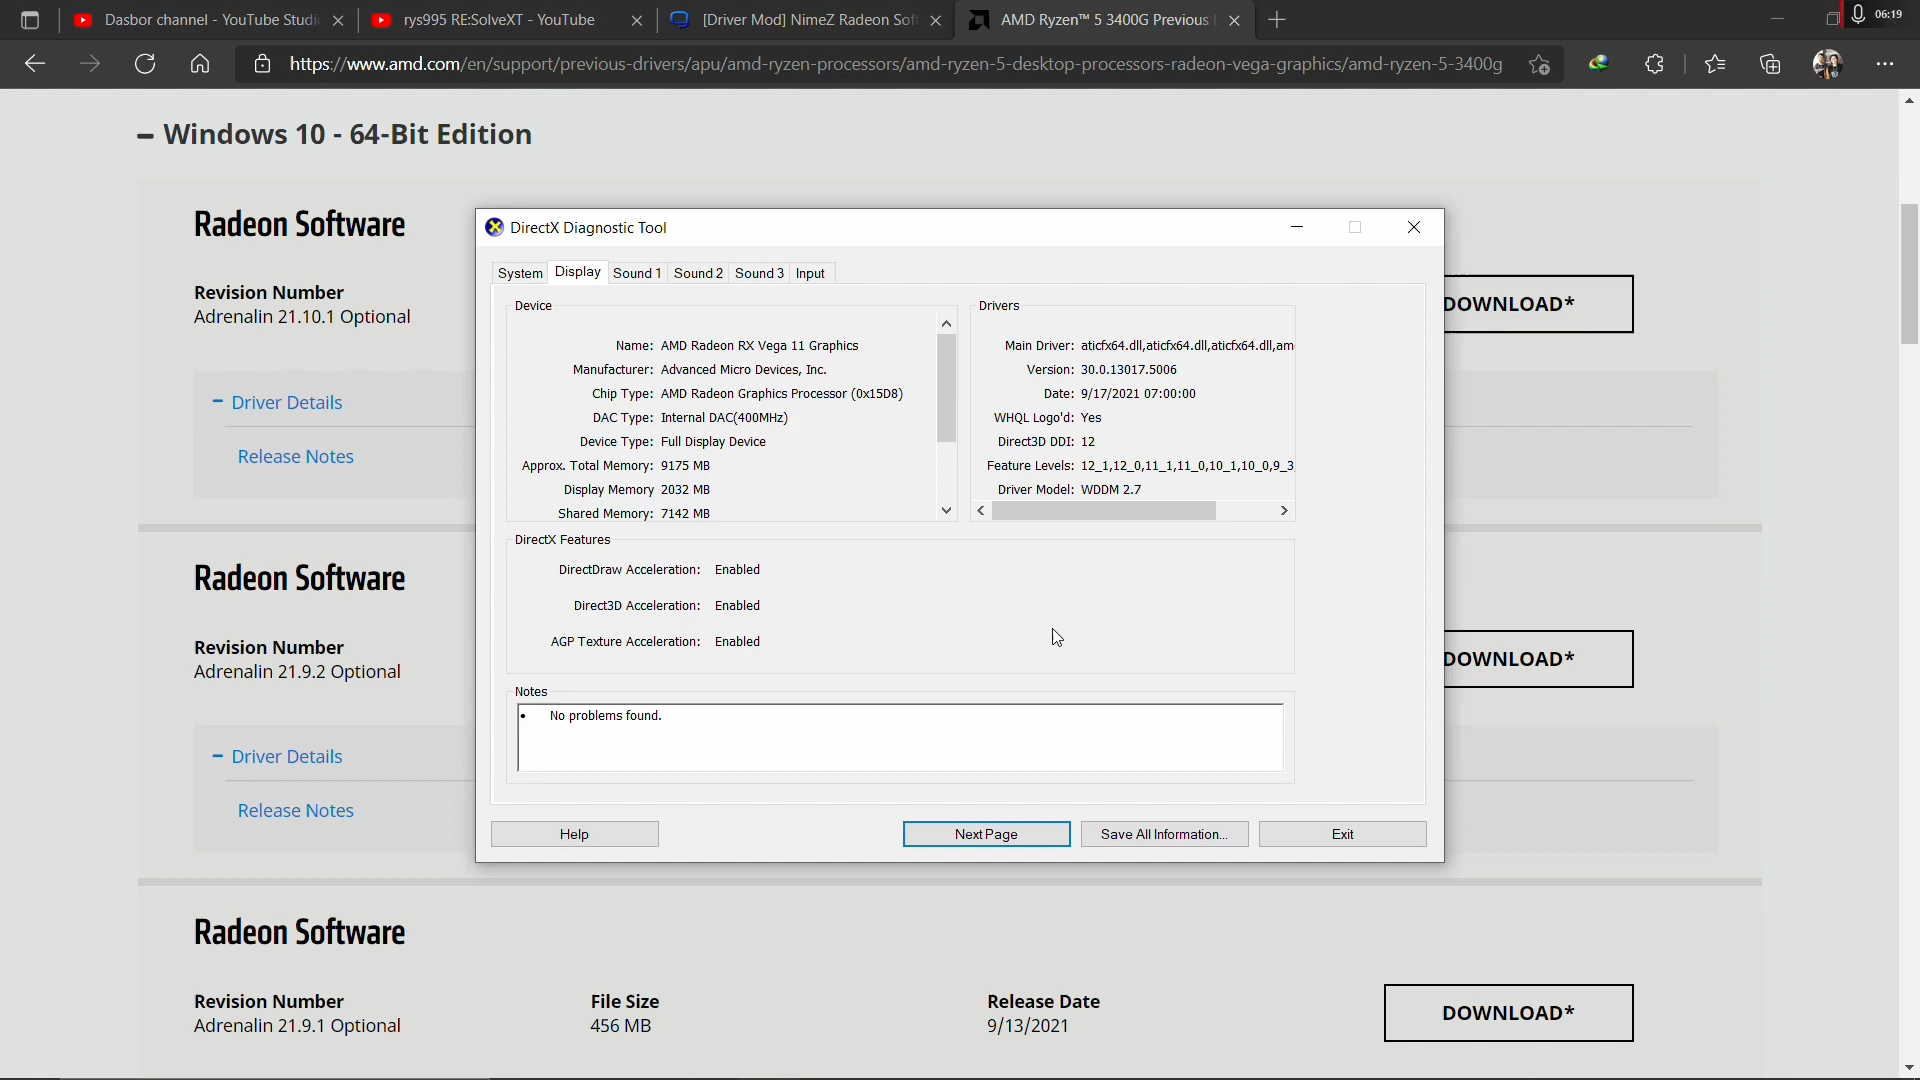 Dasbor channel - YouTube Studi
rys995 RE:SolveXT - YouTube
[Driver Mod] NimeZ Radeon Sof
AMD Ryzen™ 5 3400G Previous
06:19
https://www.amd.com/en/support/previous-drivers/apu/amd-ryzen-processors/amd-ryzen-5-desktop-processors-radeon-vega-graphics/amd-ryzen-5-3400g
– Windows 10 - 64-Bit Edition
Radeon Software
Revision Number
Adrenalin 21.10.1 Optional
DOWNLOAD*
– Driver Details
Release Notes
Radeon Software
Revision Number
Adrenalin 21.9.2 Optional
DOWNLOAD*
– Driver Details
Release Notes
Radeon Software
Revision Number
Adrenalin 21.9.1 Optional
File Size
456 MB
Release Date
9/13/2021
DOWNLOAD*
DirectX Diagnostic Tool
System Display Sound 1 Sound 2 Sound 3 Input
Device
Name: AMD Radeon RX Vega 11 Graphics
Manufacturer: Advanced Micro Devices, Inc.
Chip Type: AMD Radeon Graphics Processor (0x15D8)
DAC Type: Internal DAC(400MHz)
Device Type: Full Display Device
Approx. Total Memory: 9175 MB
Display Memory 2032 MB
Shared Memory: 7142 MB
Drivers
Main Driver: aticfx64.dll,aticfx64.dll,aticfx64.dll,am
Version: 30.0.13017.5006
Date: 9/17/2021 07:00:00
WHQL Logo'd: Yes
Direct3D DDI: 12
Feature Levels: 12_1,12_0,11_1,11_0,10_1,10_0,9_3
Driver Model: WDDM 2.7
DirectX Features
DirectDraw Acceleration: Enabled
Direct3D Acceleration: Enabled
AGP Texture Acceleration: Enabled
Notes
• No problems found.
Help
Next Page
Save All Information...
Exit